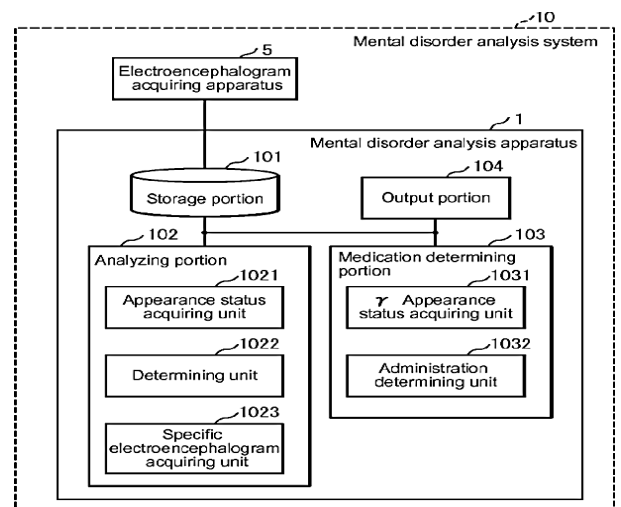 10
Mental disorder analysis system
5
Electroencephalogram
acquiring apparatus
1
Mental disorder analysis apparatus
101
Storage portion
104
Output portion
102
Analyzing portion
1021
Appearance status
acquiring unit
1022
Determining unit
1023
Specific
electroencephalogram
acquiring unit
103
Medication determining
portion
1031
γ Appearance
status acquiring unit
1032
Administration
determining unit